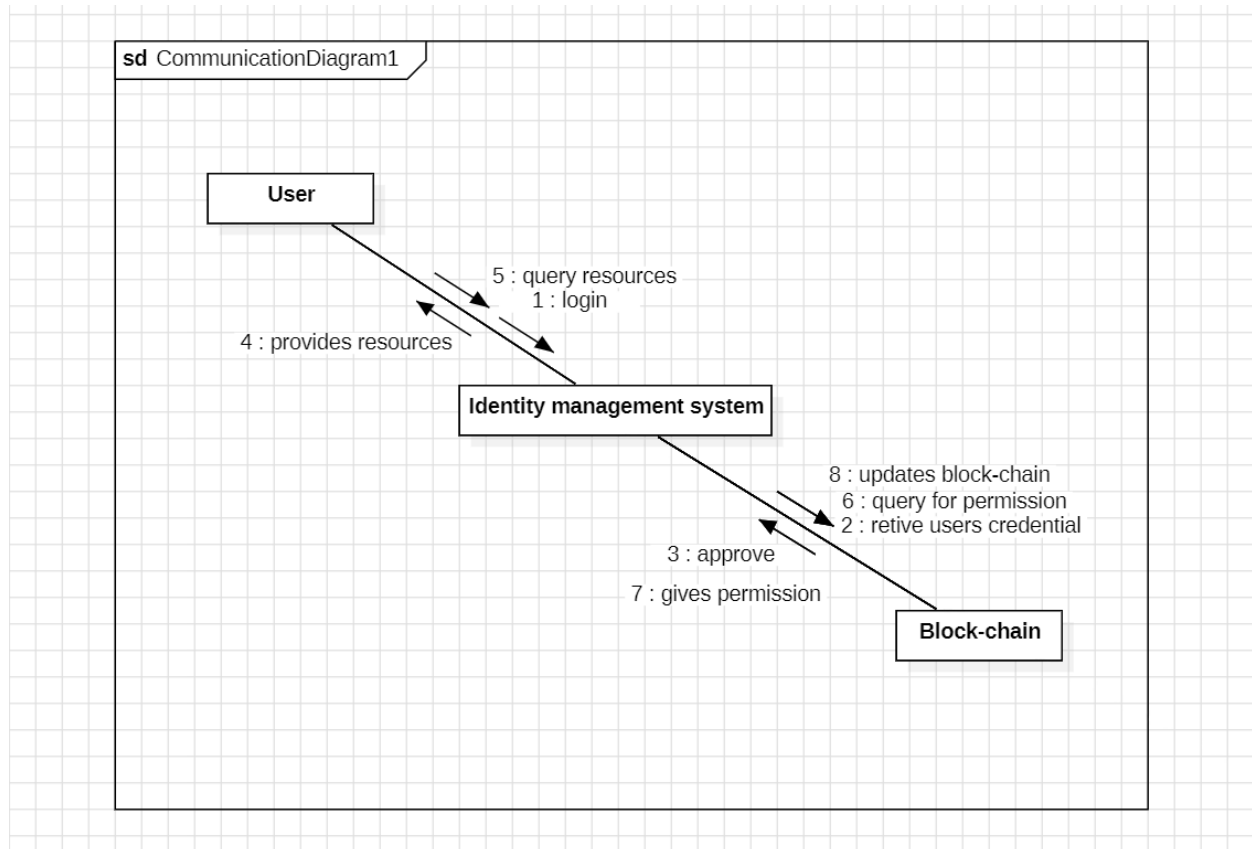 sd CommunicationDiagram1
User
5 : query resources
1 : login
4 : provides resources
Identity management system
8 : updates block-chain
6 : query for permission
2 : retive users credential
3 : approve
7 : gives permission
Block-chain